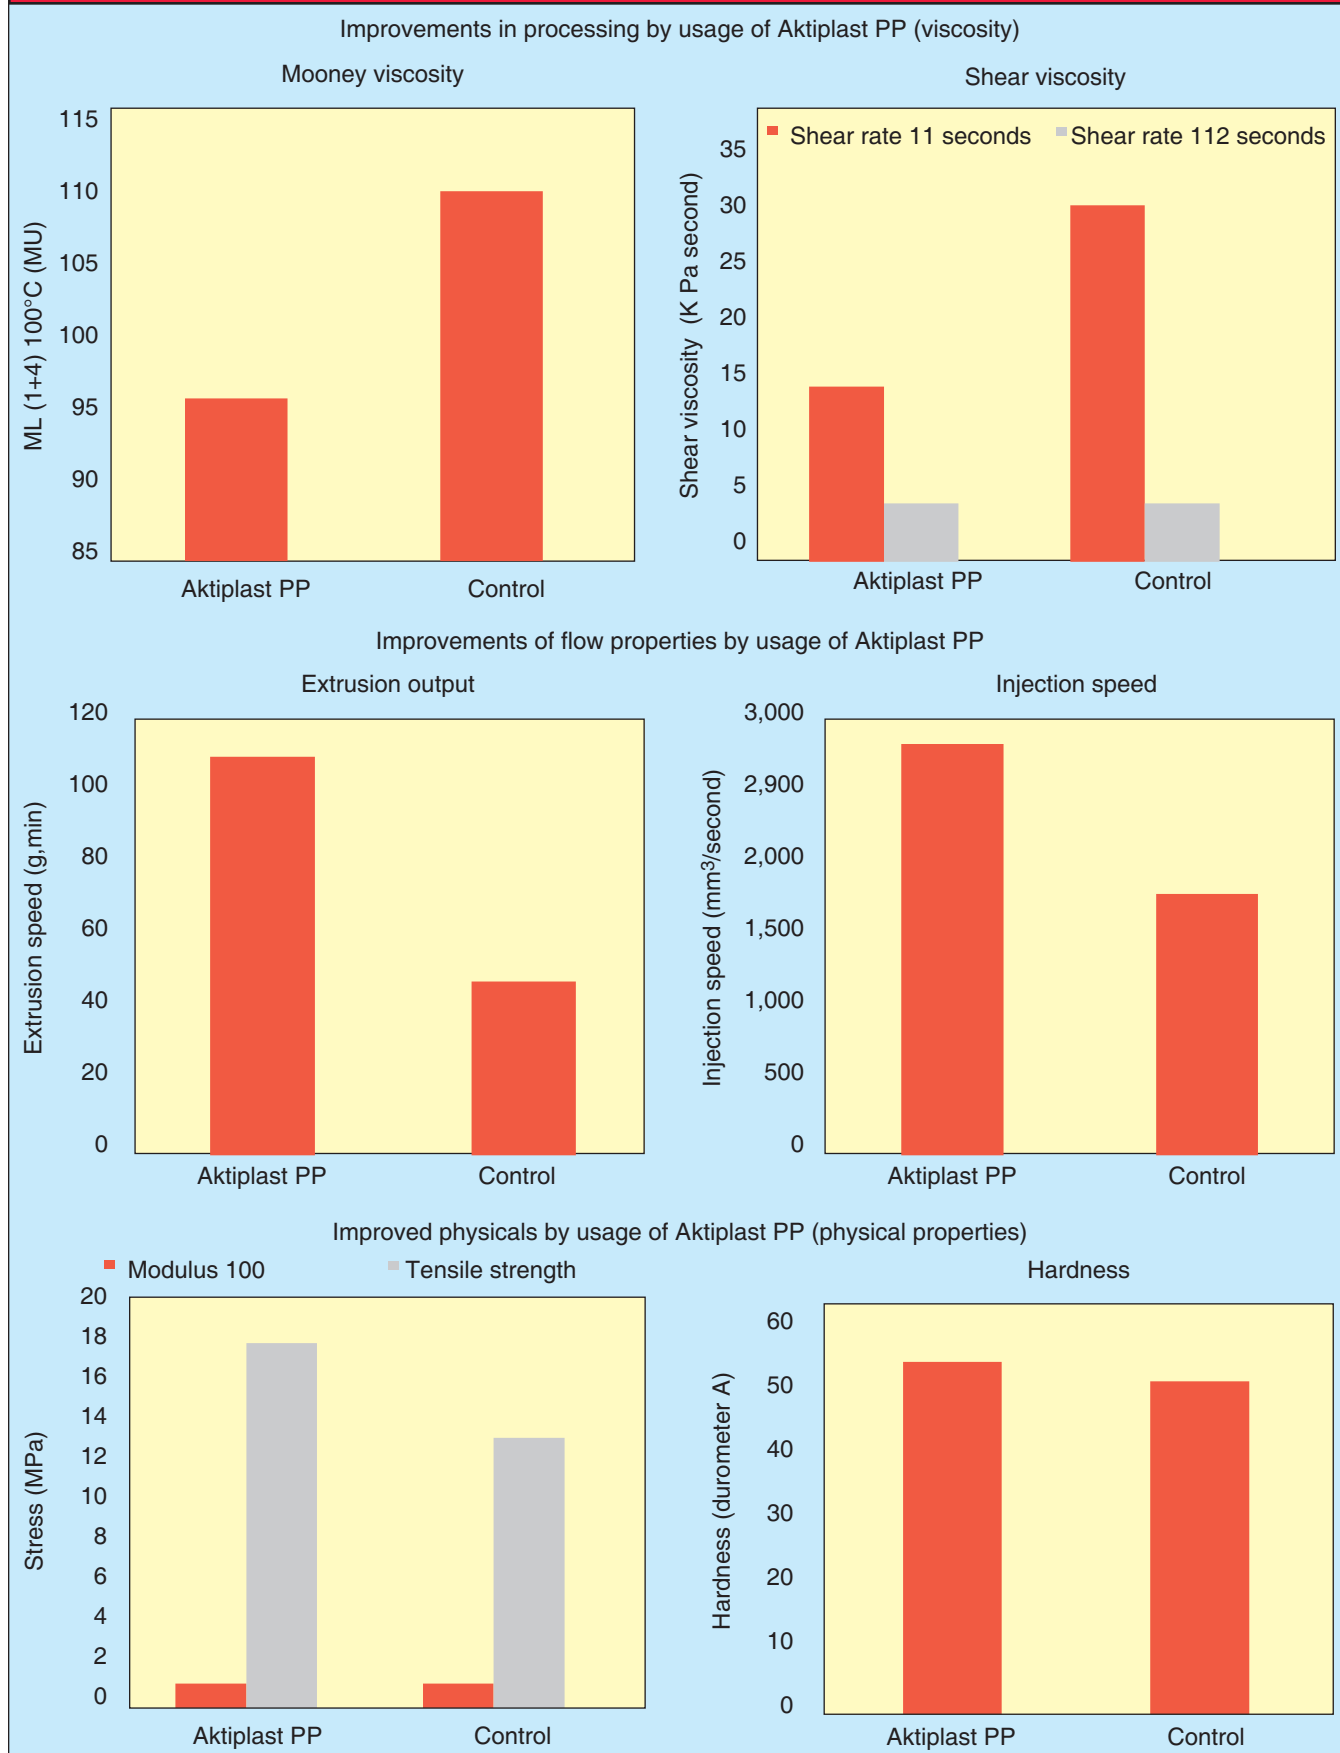 Improvements in processing by usage of Aktiplast PP (viscosity)
Mooney viscosity
ML (1+4) 100°C (MU)
115
110
105
100
95
90
85
Aktiplast PP
Control
Shear viscosity
Shear viscosity (K Pa second)
Shear rate 11 seconds
Shear rate 112 seconds
35
30
25
20
15
10
5
0
Aktiplast PP
Control
Improvements of flow properties by usage of Aktiplast PP
Extrusion output
Extrusion speed (g,min)
120
100
80
60
40
20
0
Aktiplast PP
Control
Injection speed
Injection speed (mm³/second)
3,000
2,900
2,000
1,500
1,000
500
0
Aktiplast PP
Control
Improved physicals by usage of Aktiplast PP (physical properties)
Modulus 100
Tensile strength
Stress (MPa)
20
18
16
14
12
10
8
6
4
2
0
Aktiplast PP
Control
Hardness
Hardness (durometer A)
60
50
40
30
20
10
0
Aktiplast PP
Control